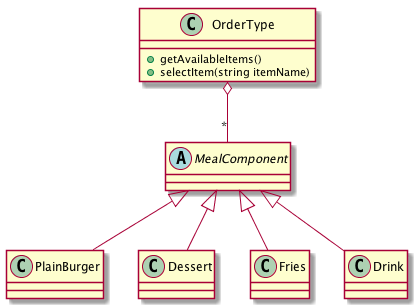 C OrderType
getAvailableItems()
selectItem(string itemName)
*
A MealComponent
C PlainBurger
C Dessert
C Fries
C Drink